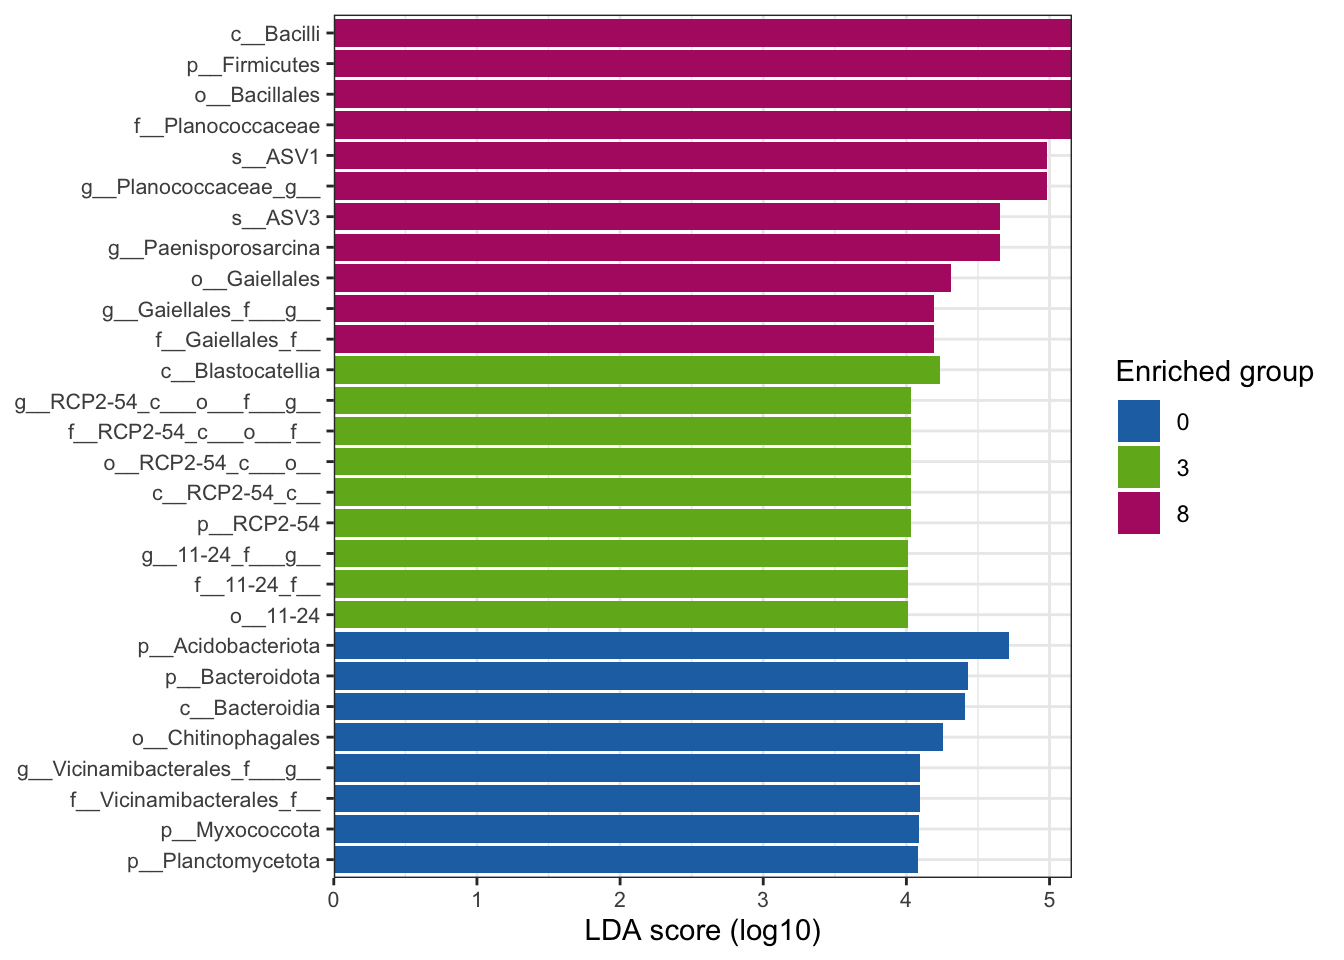 c__Bacilli
p__Firmicutes
o__Bacillales
f__Planococcaceae
s__ASV1
g__Planococcaceae_g__
s__ASV3
g__Paenisporosarcina
o__Gaiellales
g__Gaiellales_f___g__
f__Gaiellales_f__
c__Blastocatellia
g__RCP2-54_c___o___f___g__
f__RCP2-54_c___o___f__
o__RCP2-54_c___o__
c__RCP2-54_c__
p__RCP2-54
g__11-24_f___g__
f__11-24_f__
o__11-24
p__Acidobacteriota
p__Bacteroidota
c__Bacteroidia
o__Chitinophagales
g__Vicinamibacterales_f___g__
f__Vicinamibacterales_f__
p__Myxococcota
p__Planctomycetota
0 1 2 3 4 5
LDA score (log10)
Enriched group
0
3
8